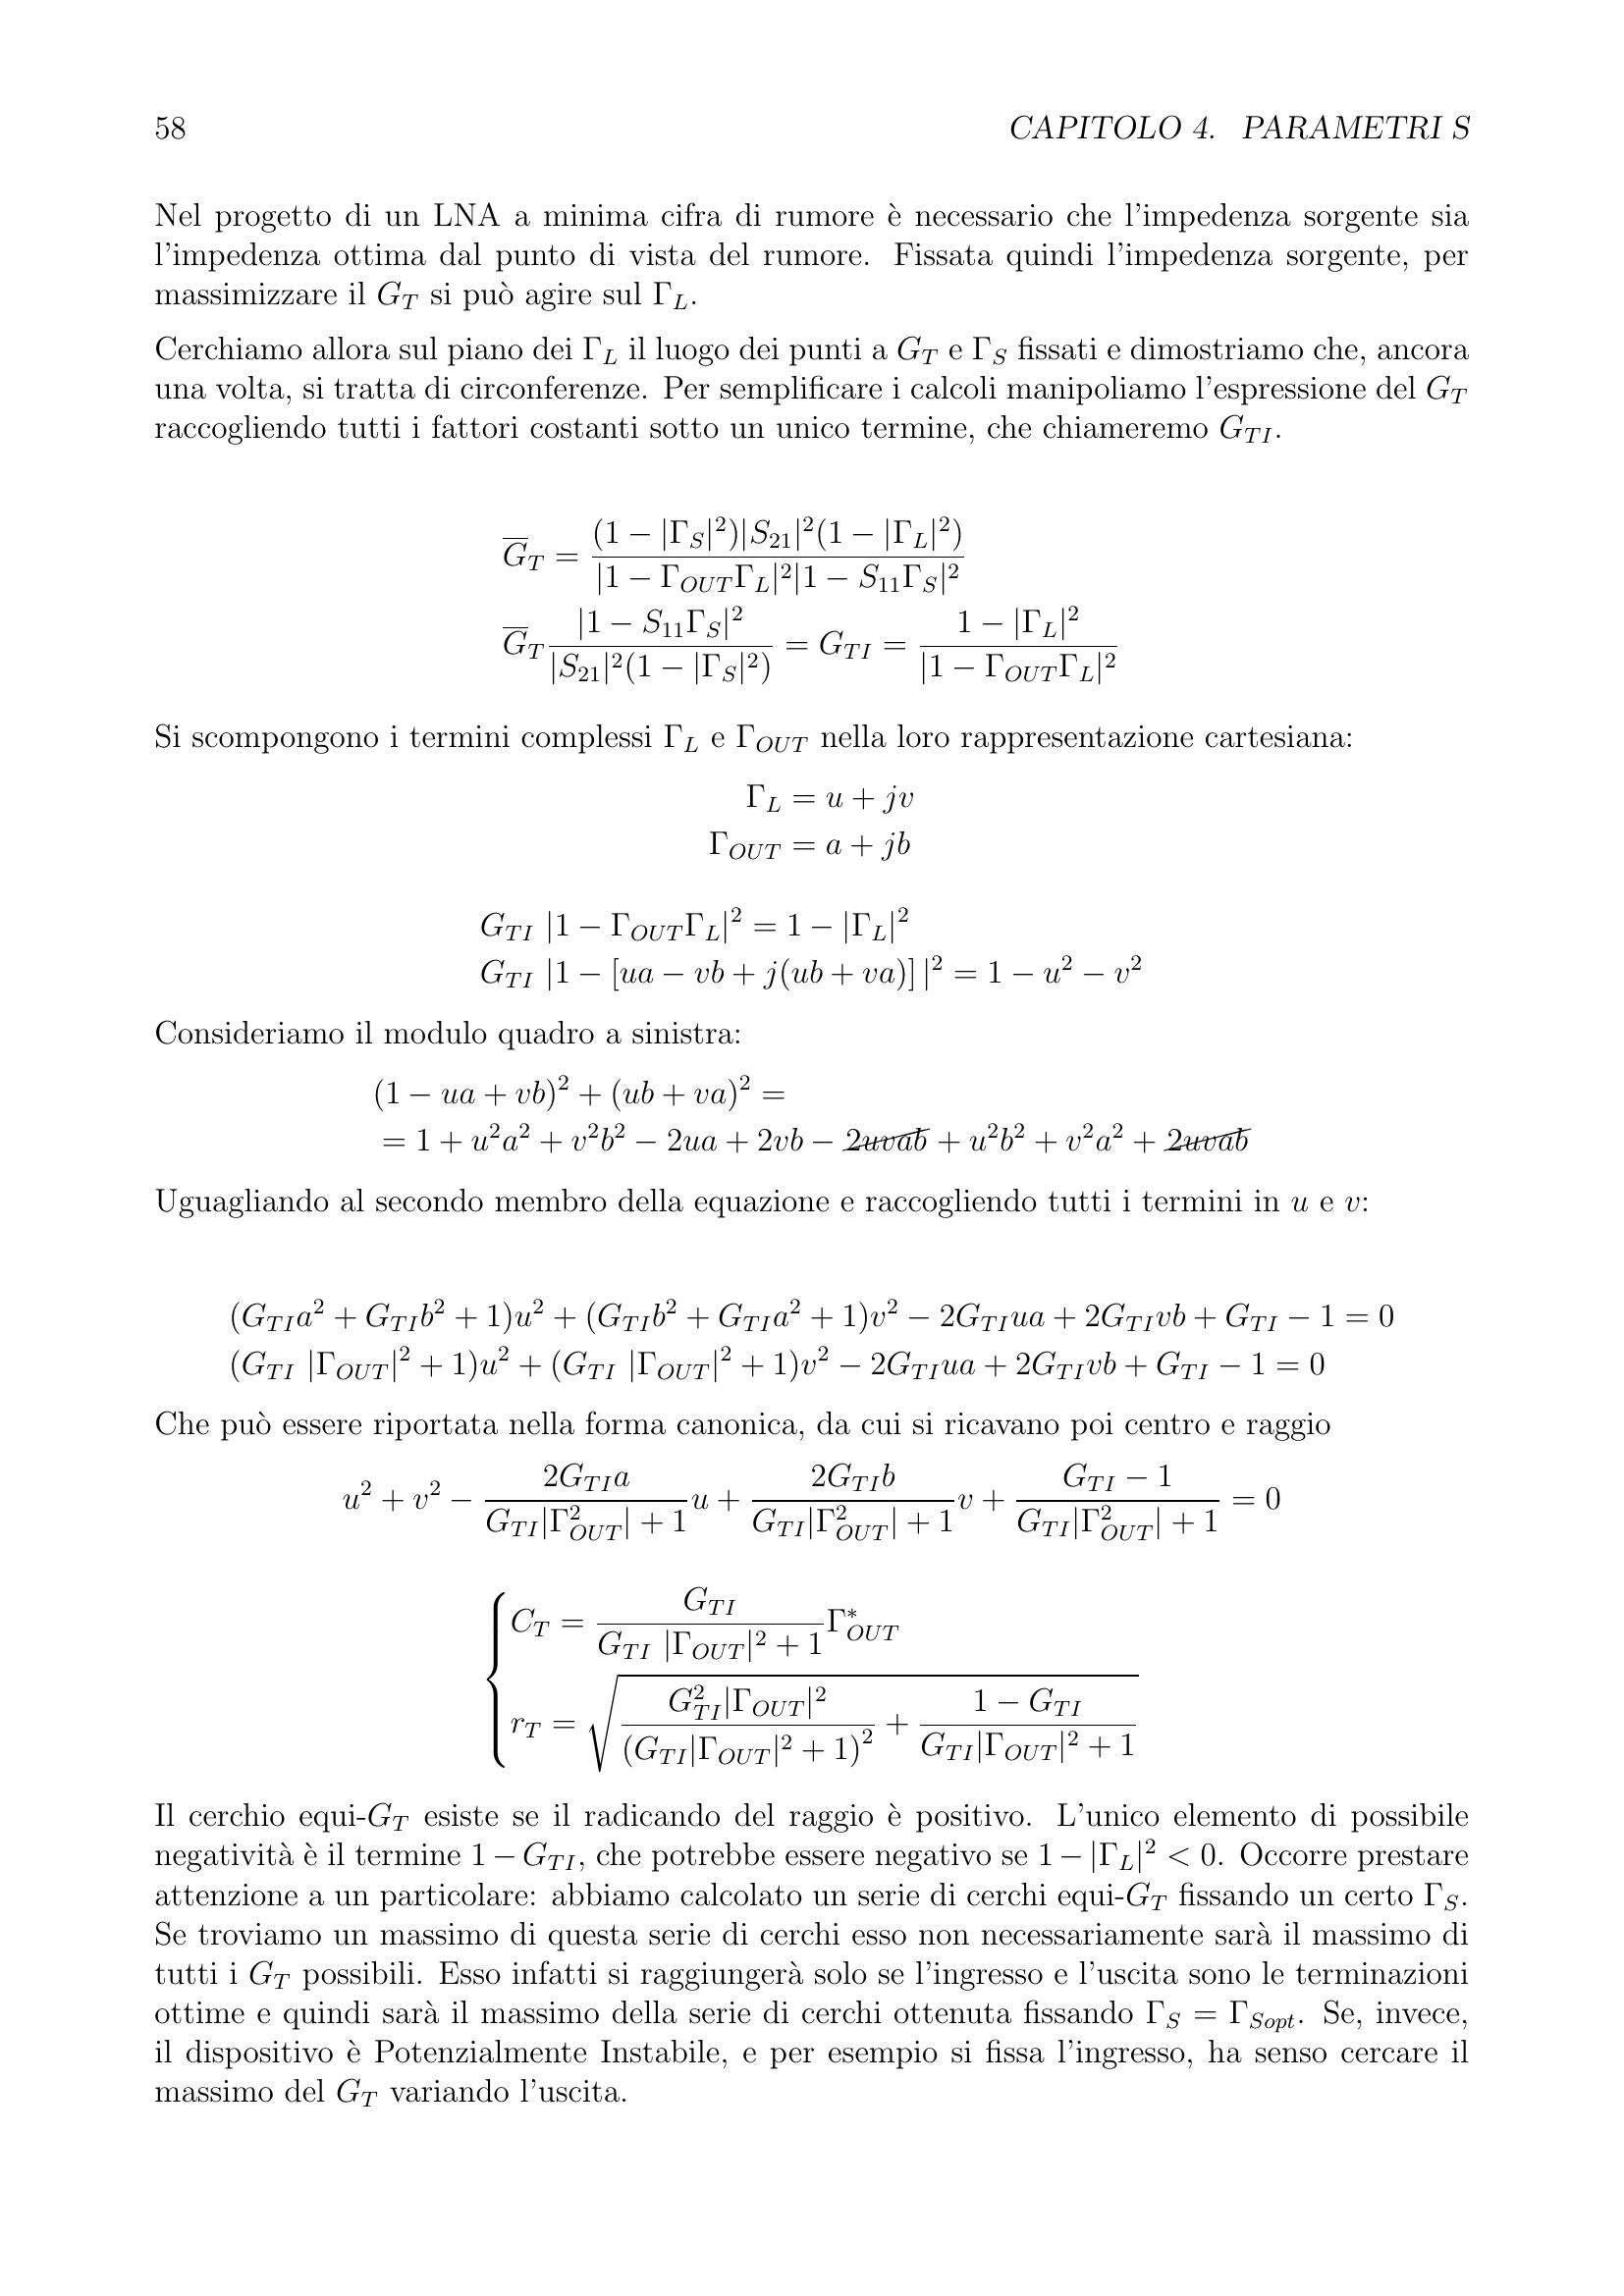 58 CAPITOLO 4. PARAMETRI S
Nel progetto di un LNA a minima cifra di rumore è necessario che l'impedenza sorgente sia
l'impedenza ottima dal punto di vista del rumore. Fissata quindi l'impedenza sorgente, per
massimizzare il $G_T$ si può agire sul $\Gamma_L$.
Cerchiamo allora sul piano dei $\Gamma_L$ il luogo dei punti a $G_T$ e $\Gamma_S$ fissati e dimostriamo che, ancora
una volta, si tratta di circonferenze. Per semplificare i calcoli manipoliamo l'espressione del $G_T$
raccogliendo tutti i fattori costanti sotto un unico termine, che chiameremo $G_{TI}$.
$\overline{G}_T = \frac{(1 - |\Gamma_S|^2)|S_{21}|^2(1 - |\Gamma_L|^2)}{|1 - \Gamma_{OUT}\Gamma_L|^2|1 - S_{11}\Gamma_S|^2}$
$\overline{G}_T \frac{|1 - S_{11}\Gamma_S|^2}{|S_{21}|^2(1 - |\Gamma_S|^2)} = G_{TI} = \frac{1 - |\Gamma_L|^2}{|1 - \Gamma_{OUT}\Gamma_L|^2}$
Si scompongono i termini complessi $\Gamma_L$ e $\Gamma_{OUT}$ nella loro rappresentazione cartesiana:
$\Gamma_L = u + jv$
$\Gamma_{OUT} = a + jb$
$G_{TI}\ |1 - \Gamma_{OUT}\Gamma_L|^2 = 1 - |\Gamma_L|^2$
$G_{TI}\ |1 - [ua - vb + j(ub + va)]\,|^2 = 1 - u^2 - v^2$
Consideriamo il modulo quadro a sinistra:
$(1 - ua + vb)^2 + (ub + va)^2 =$
$= 1 + u^2a^2 + v^2b^2 - 2ua + 2vb - \cancel{2uvab} + u^2b^2 + v^2a^2 + \cancel{2uvab}$
Uguagliando al secondo membro della equazione e raccogliendo tutti i termini in $u$ e $v$:
$(G_{TI}a^2 + G_{TI}b^2 + 1)u^2 + (G_{TI}b^2 + G_{TI}a^2 + 1)v^2 - 2G_{TI}ua + 2G_{TI}vb + G_{TI} - 1 = 0$
$(G_{TI}\ |\Gamma_{OUT}|^2 + 1)u^2 + (G_{TI}\ |\Gamma_{OUT}|^2 + 1)v^2 - 2G_{TI}ua + 2G_{TI}vb + G_{TI} - 1 = 0$
Che può essere riportata nella forma canonica, da cui si ricavano poi centro e raggio
$u^2 + v^2 - \frac{2G_{TI}a}{G_{TI}|\Gamma_{OUT}^2| + 1}u + \frac{2G_{TI}b}{G_{TI}|\Gamma_{OUT}^2| + 1}v + \frac{G_{TI} - 1}{G_{TI}|\Gamma_{OUT}^2| + 1} = 0$
$\begin{cases} C_T = \frac{G_{TI}}{G_{TI}\ |\Gamma_{OUT}|^2 + 1}\Gamma_{OUT}^* \\ r_T = \sqrt{\frac{G_{TI}^2|\Gamma_{OUT}|^2}{(G_{TI}|\Gamma_{OUT}|^2 + 1)^2} + \frac{1 - G_{TI}}{G_{TI}|\Gamma_{OUT}|^2 + 1}} \end{cases}$
Il cerchio equi-$G_T$ esiste se il radicando del raggio è positivo. L'unico elemento di possibile
negatività è il termine $1 - G_{TI}$, che potrebbe essere negativo se $1 - |\Gamma_L|^2 < 0$. Occorre prestare
attenzione a un particolare: abbiamo calcolato un serie di cerchi equi-$G_T$ fissando un certo $\Gamma_S$.
Se troviamo un massimo di questa serie di cerchi esso non necessariamente sarà il massimo di
tutti i $G_T$ possibili. Esso infatti si raggiungerà solo se l'ingresso e l'uscita sono le terminazioni
ottime e quindi sarà il massimo della serie di cerchi ottenuta fissando $\Gamma_S = \Gamma_{Sopt}$. Se, invece,
il dispositivo è Potenzialmente Instabile, e per esempio si fissa l'ingresso, ha senso cercare il
massimo del $G_T$ variando l'uscita.